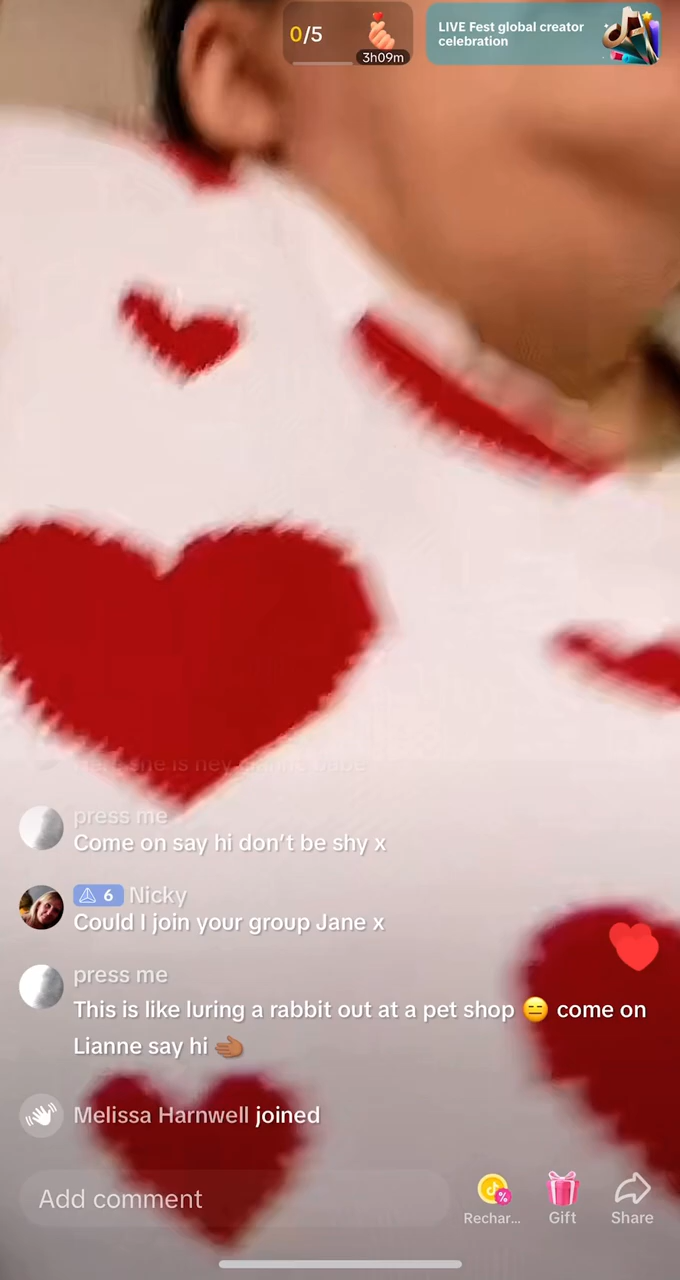 0/5
3h09m
LIVE Fest global creator
celebration
press me
Come on say hi don't be shy x
6 Nicky
Could I join your group Jane x
press me
This is like luring a rabbit out at a pet shop 😑 come on
Lianne say hi 🫲🏽
Melissa Harnwell joined
Add comment
Rechar...
Gift
Share